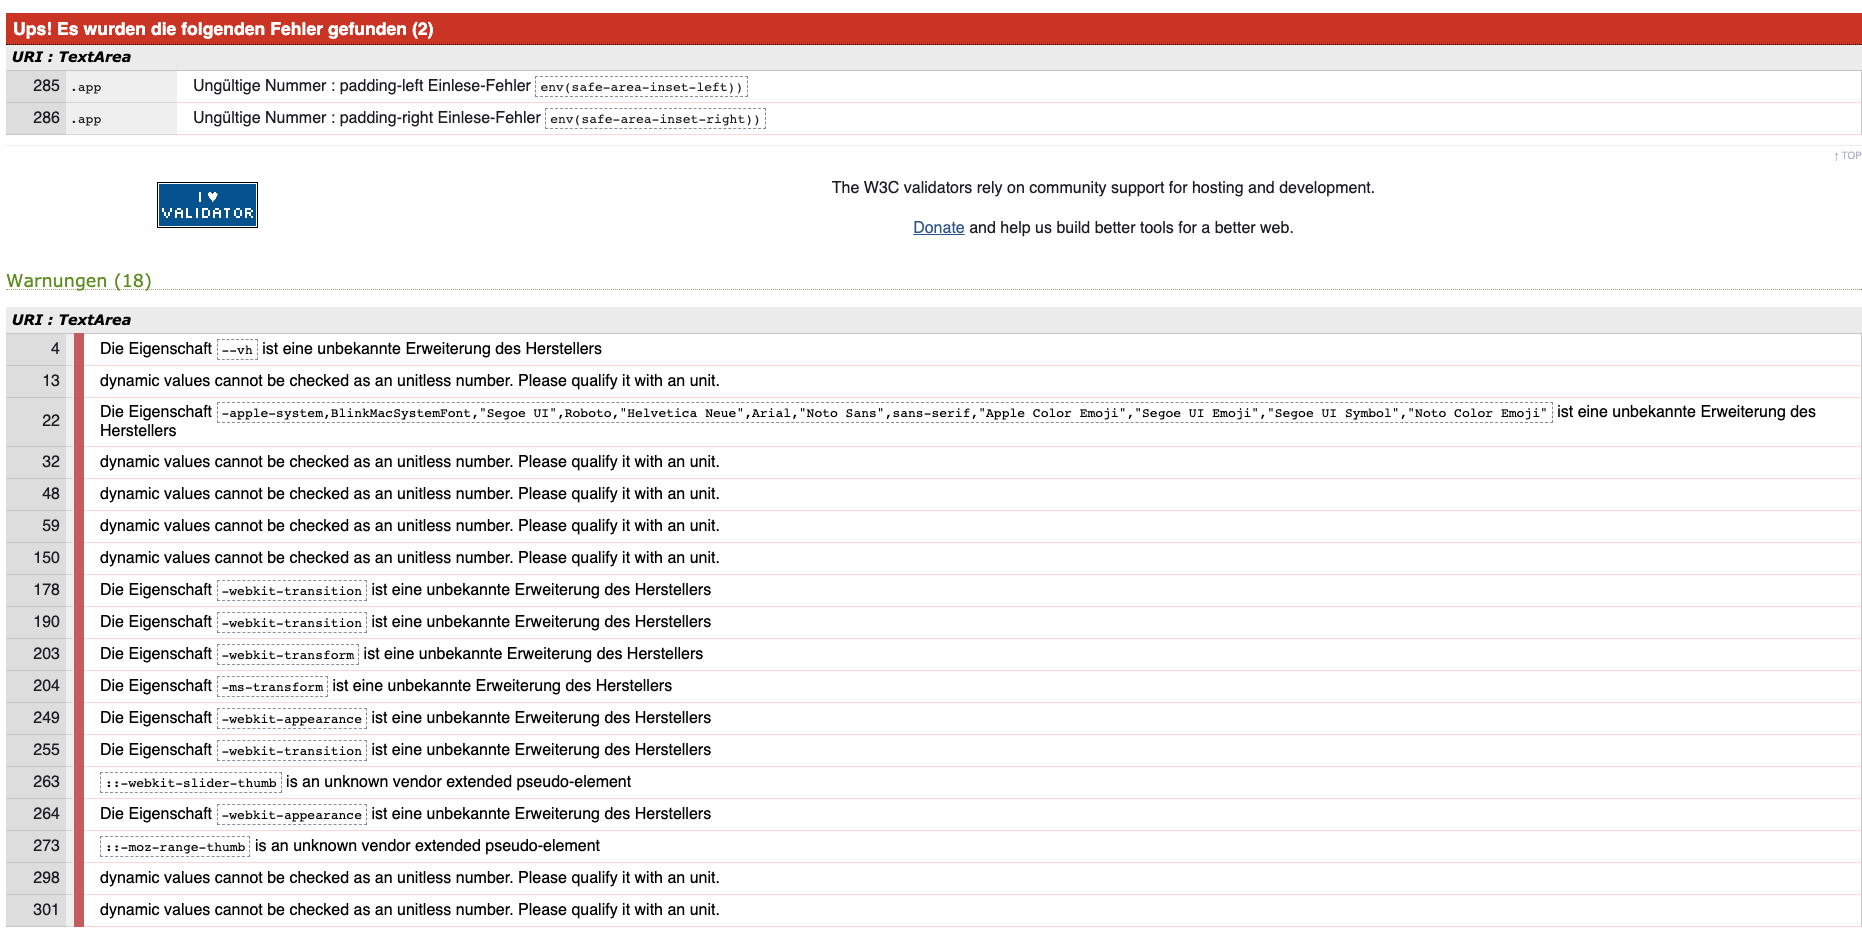 Ups! Es wurden die folgenden Fehler gefunden (2)
URI : TextArea
285 .app Ungültige Nummer : padding-left Einlese-Fehler env(safe-area-inset-left))
286 .app Ungültige Nummer : padding-right Einlese-Fehler env(safe-area-inset-right))
↑ TOP
I ♥
VALIDATOR
The W3C validators rely on community support for hosting and development.
Donate and help us build better tools for a better web.
Warnungen (18)
URI : TextArea
4 Die Eigenschaft --vh ist eine unbekannte Erweiterung des Herstellers
13 dynamic values cannot be checked as an unitless number. Please qualify it with an unit.
22 Die Eigenschaft -apple-system,BlinkMacSystemFont,"Segoe UI",Roboto,"Helvetica Neue",Arial,"Noto Sans",sans-serif,"Apple Color Emoji","Segoe UI Emoji","Segoe UI Symbol","Noto Color Emoji" ist eine unbekannte Erweiterung des
Herstellers
32 dynamic values cannot be checked as an unitless number. Please qualify it with an unit.
48 dynamic values cannot be checked as an unitless number. Please qualify it with an unit.
59 dynamic values cannot be checked as an unitless number. Please qualify it with an unit.
150 dynamic values cannot be checked as an unitless number. Please qualify it with an unit.
178 Die Eigenschaft -webkit-transition ist eine unbekannte Erweiterung des Herstellers
190 Die Eigenschaft -webkit-transition ist eine unbekannte Erweiterung des Herstellers
203 Die Eigenschaft -webkit-transform ist eine unbekannte Erweiterung des Herstellers
204 Die Eigenschaft -ms-transform ist eine unbekannte Erweiterung des Herstellers
249 Die Eigenschaft -webkit-appearance ist eine unbekannte Erweiterung des Herstellers
255 Die Eigenschaft -webkit-transition ist eine unbekannte Erweiterung des Herstellers
263 ::-webkit-slider-thumb is an unknown vendor extended pseudo-element
264 Die Eigenschaft -webkit-appearance ist eine unbekannte Erweiterung des Herstellers
273 ::-moz-range-thumb is an unknown vendor extended pseudo-element
298 dynamic values cannot be checked as an unitless number. Please qualify it with an unit.
301 dynamic values cannot be checked as an unitless number. Please qualify it with an unit.